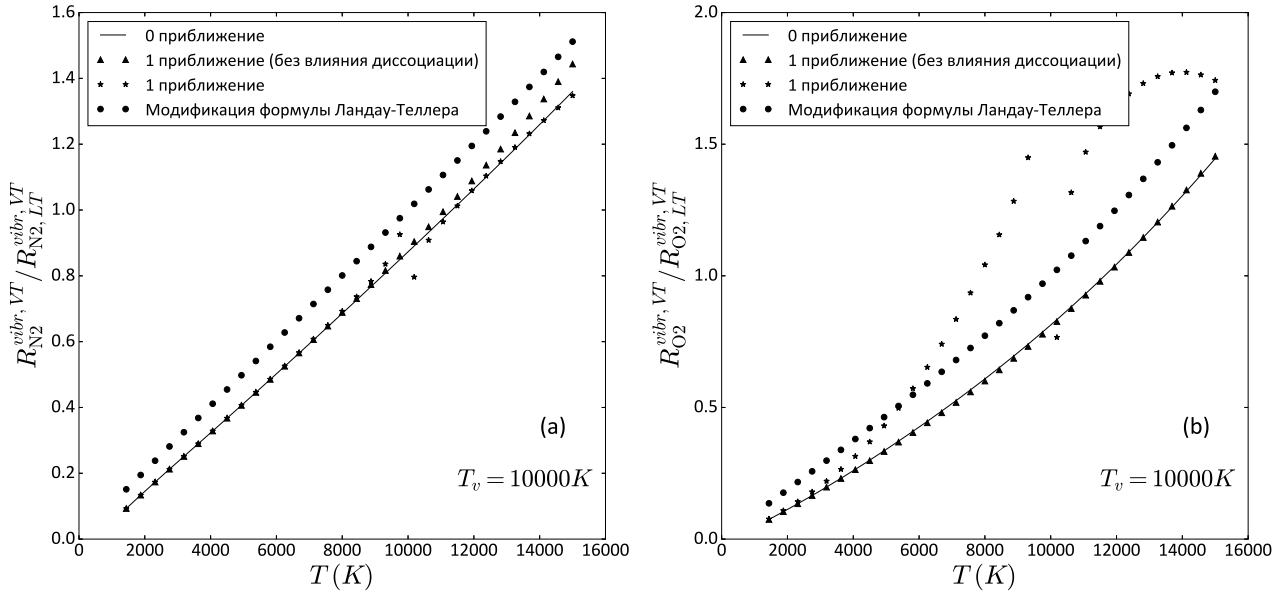 1.6
1.4
1.2
1.0
0.8
0.6
0.4
0.2
0.0
R_{N2}^{vibr,VT}/R_{N2,LT}^{vibr,VT}
0 приближение
1 приближение (без влияния диссоциации)
1 приближение
Модификация формулы Ландау-Теллера
(a)
T_v = 10000K
0 2000 4000 6000 8000 10000 12000 14000 16000
T(K)
2.0
1.5
1.0
0.5
0.0
R_{O2}^{vibr,VT}/R_{O2,LT}^{vibr,VT}
0 приближение
1 приближение (без влияния диссоциации)
1 приближение
Модификация формулы Ландау-Теллера
(b)
T_v = 10000K
0 2000 4000 6000 8000 10000 12000 14000 16000
T(K)